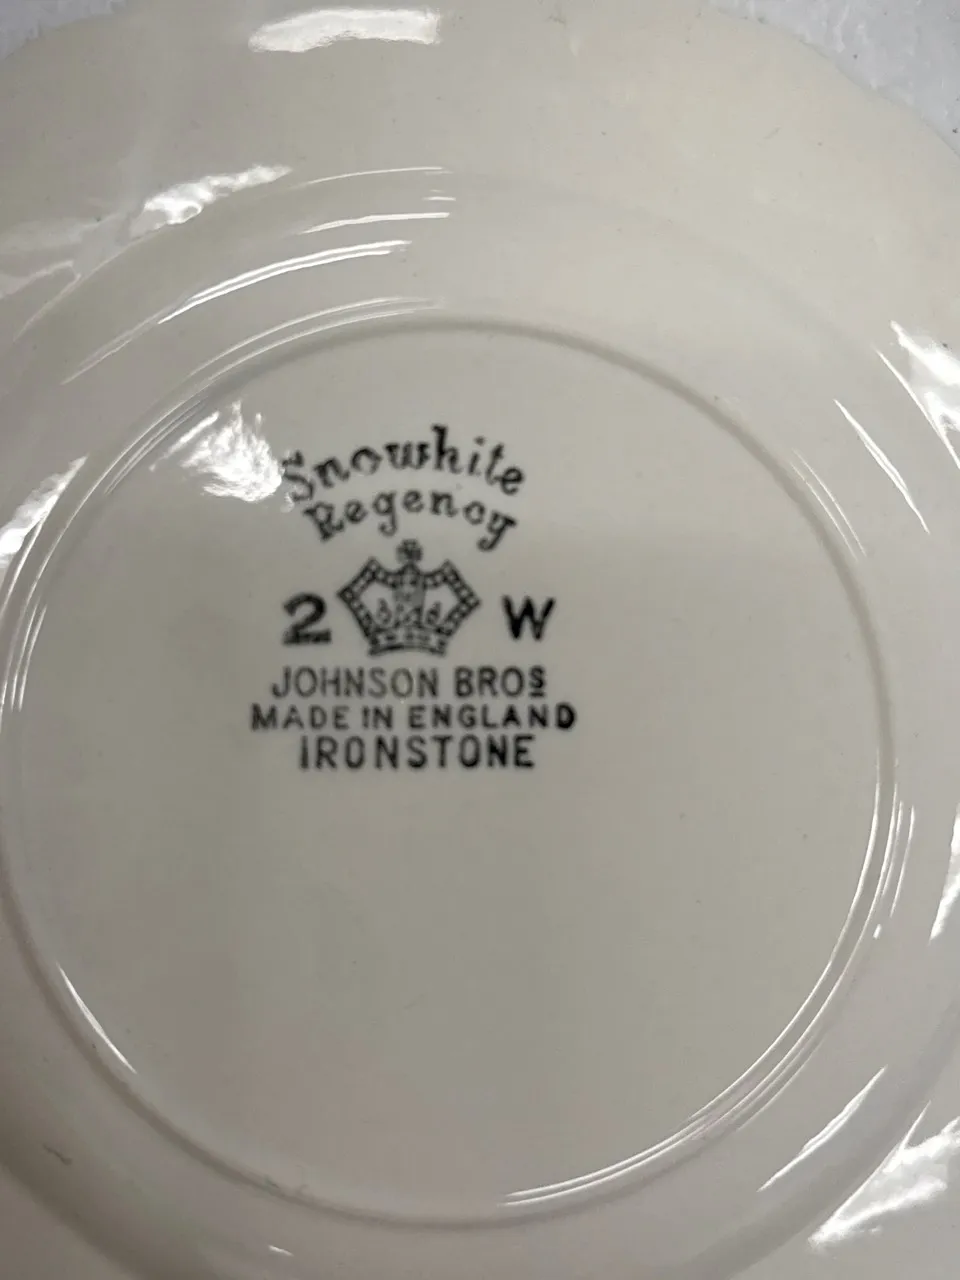 Snowhite
Regency
2 W
JOHNSON BROS
MADE IN ENGLAND
IRONSTONE